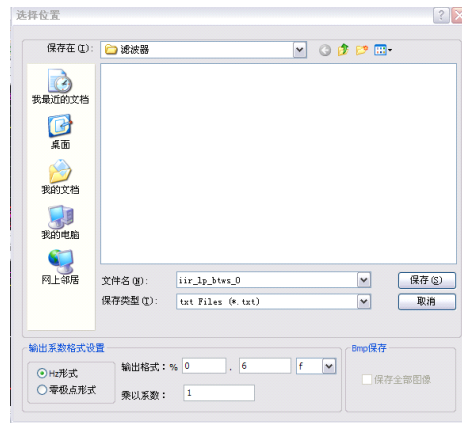 选择位置
保存在(I): 滤波器
我最近的文档
桌面
我的文档
我的电脑
网上邻居
文件名(N): iir_lp_btws_0 保存(S)
保存类型(T): txt Files (*.txt) 取消
输出系数格式设置 Bmp保存
Hz形式 输出格式：% 0 . 6 f
零极点形式 乘以系数： 1 保存全部图像